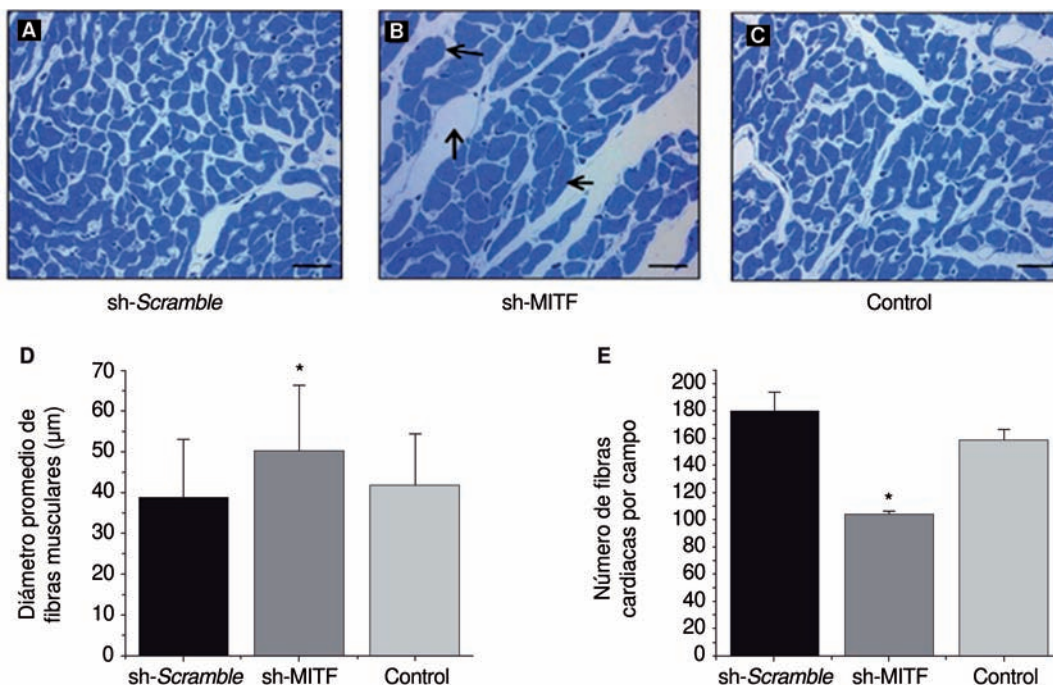 A
B
C
sh-Scramble
sh-MITF
Control
D
Diámetro promedio de
fibras musculares (μm)
70
60
50
40
30
20
10
0
*
sh-Scramble
sh-MITF
Control
E
Número de fibras
cardiacas por campo
200
180
160
140
120
100
80
60
40
20
0
*
sh-Scramble
sh-MITF
Control